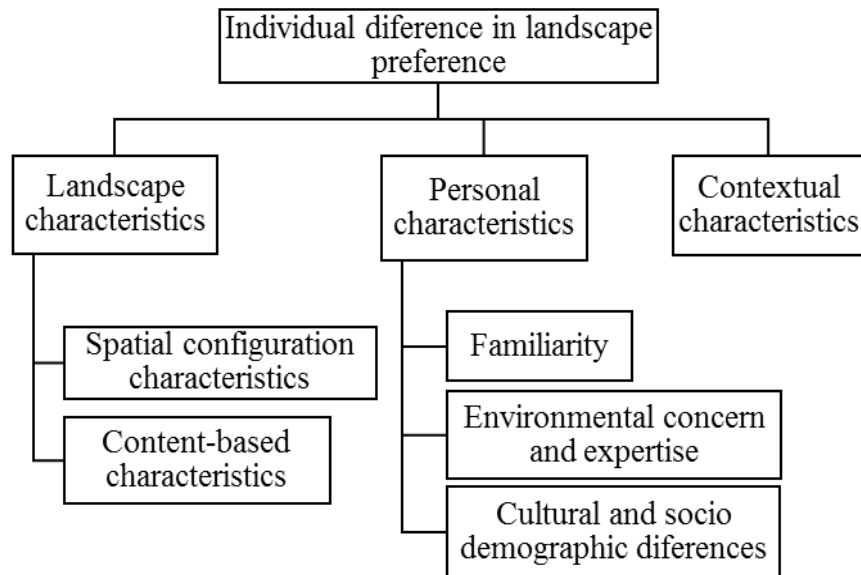 Individual diference in landscape
preference
Landscape
characteristics
Personal
characteristics
Contextual
characteristics
Spatial configuration
characteristics
Content-based
characteristics
Familiarity
Environmental concern
and expertise
Cultural and socio
demographic diferences